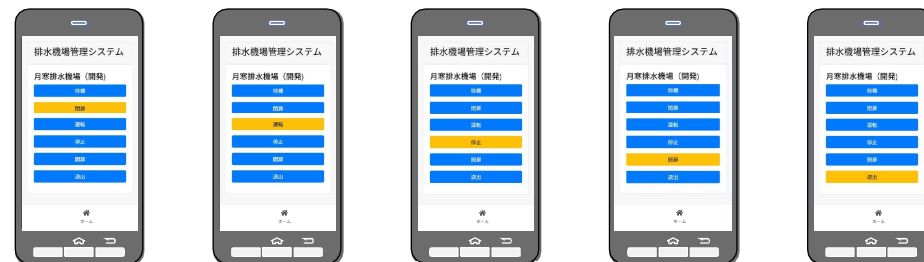 排水機場管理システム
月寒排水機場（開発)
待機
閉扉
運転
停止
開扉
退出
ホーム
排水機場管理システム
月寒排水機場（開発)
待機
閉扉
運転
停止
開扉
退出
ホーム
排水機場管理システム
月寒排水機場（開発)
待機
閉扉
運転
停止
開扉
退出
ホーム
排水機場管理システム
月寒排水機場（開発)
待機
閉扉
運転
停止
開扉
退出
ホーム
排水機場管理システム
月寒排水機場（開発)
待機
閉扉
運転
停止
開扉
退出
ホーム